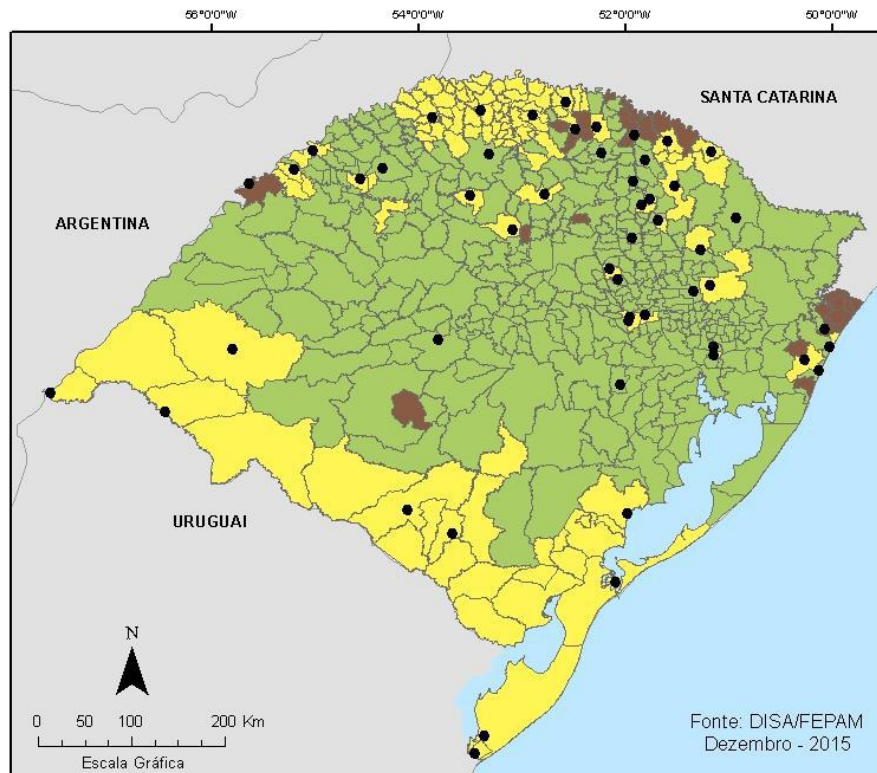 56°0'0"W 54°0'0"W 52°0'0"W 50°0'0"W
SANTA CATARINA
ARGENTINA
URUGUAI
N
0 50 100 200 Km
Escala Gráfica
Fonte: DISA/FEPAM
Dezembro - 2015